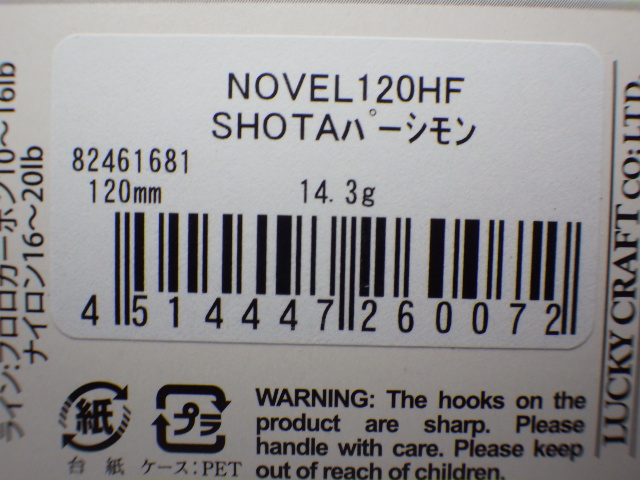 NOVEL120HF
SHOTAパーシモン
82461681
120mm 14.3g
4 514447 260072
ライン:フロロカーボン10〜16lb
ナイロン16〜20lb
紙
台紙
プラ
ケース:PET
WARNING: The hooks on the
product are sharp. Please
handle with care. Please keep
out of reach of children.
LUCKY CRAFT CO.,LTD.